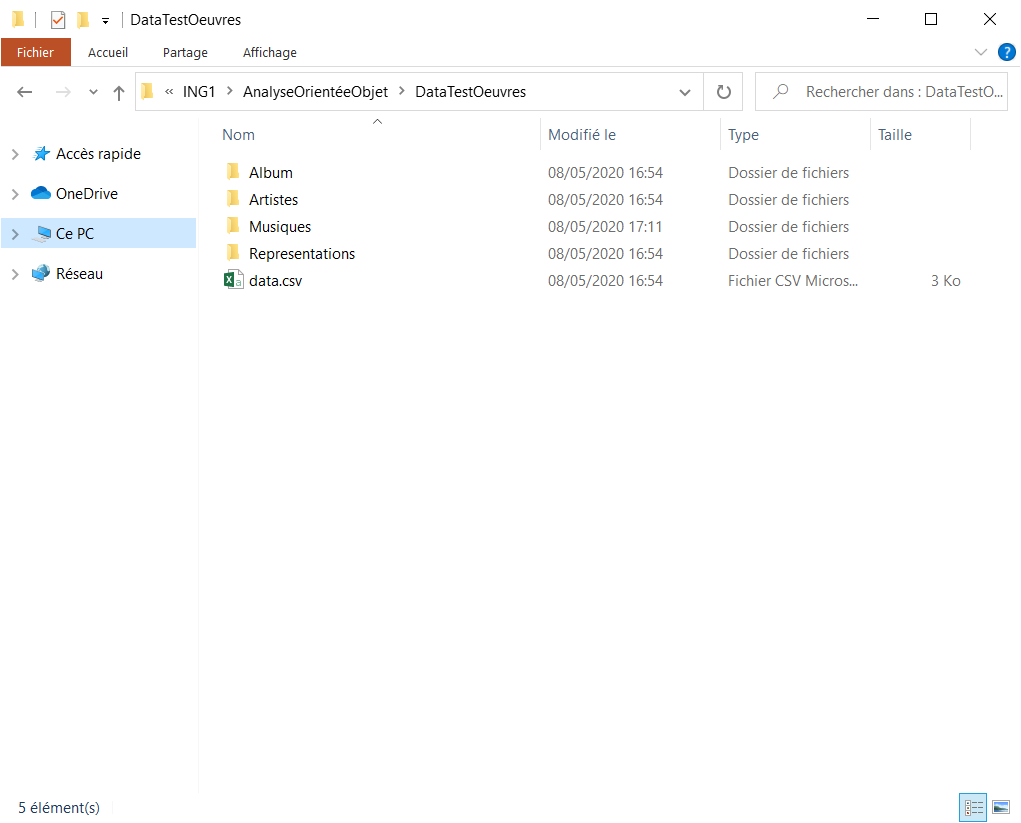 DataTestOeuvres
Fichier Accueil Partage Affichage ?
« ING1 > AnalyseOrientéeObjet > DataTestOeuvres Rechercher dans : DataTestO...
Nom Modifié le Type Taille
Accès rapide
OneDrive
Ce PC
Réseau
Album 08/05/2020 16:54 Dossier de fichiers
Artistes 08/05/2020 16:54 Dossier de fichiers
Musiques 08/05/2020 17:11 Dossier de fichiers
Representations 08/05/2020 16:54 Dossier de fichiers
data.csv 08/05/2020 16:54 Fichier CSV Micros... 3 Ko
5 élément(s)